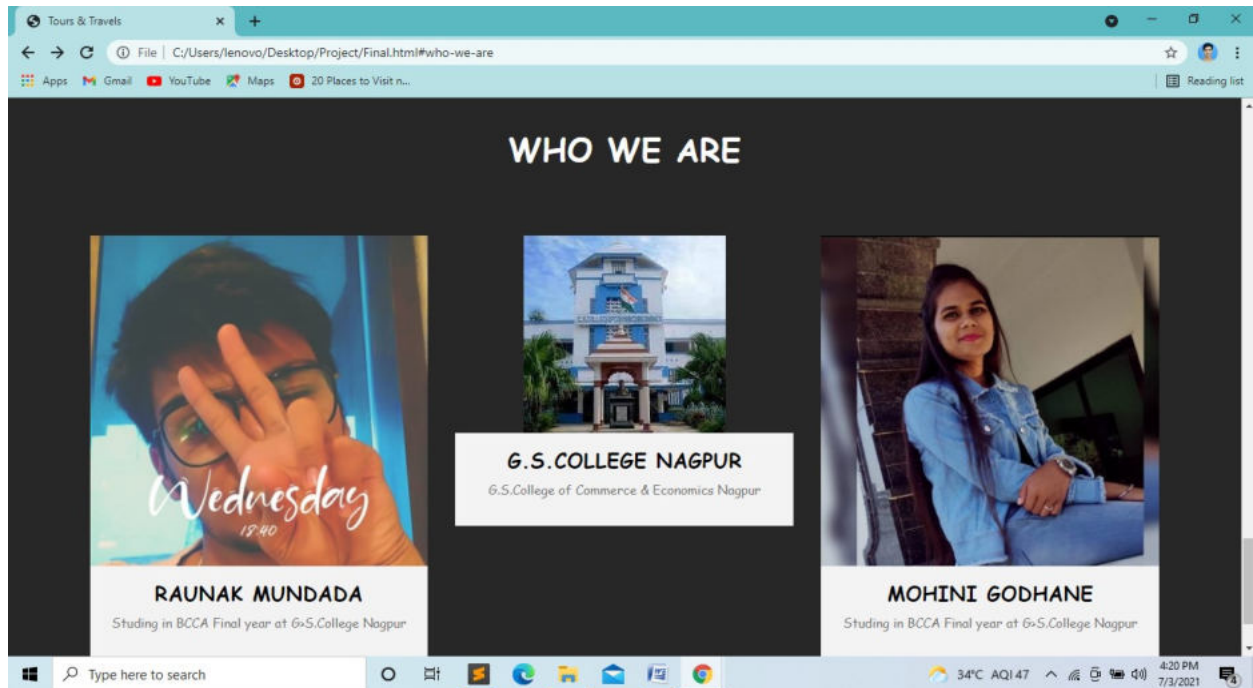 Tours & Travels
File | C:/Users/lenovo/Desktop/Project/Final.html#who-we-are
Apps Gmail YouTube Maps 20 Places to Visit n... Reading list
WHO WE ARE
Wednesday
18:40
G.S.COLLEGE NAGPUR
G.S.College of Commerce & Economics Nagpur
RAUNAK MUNDADA
Studing in BCCA Final year at G>S.College Nagpur
MOHINI GODHANE
Studing in BCCA Final year at G>S.College Nagpur
Type here to search
34°C AQI 47
4:20 PM
7/3/2021
4